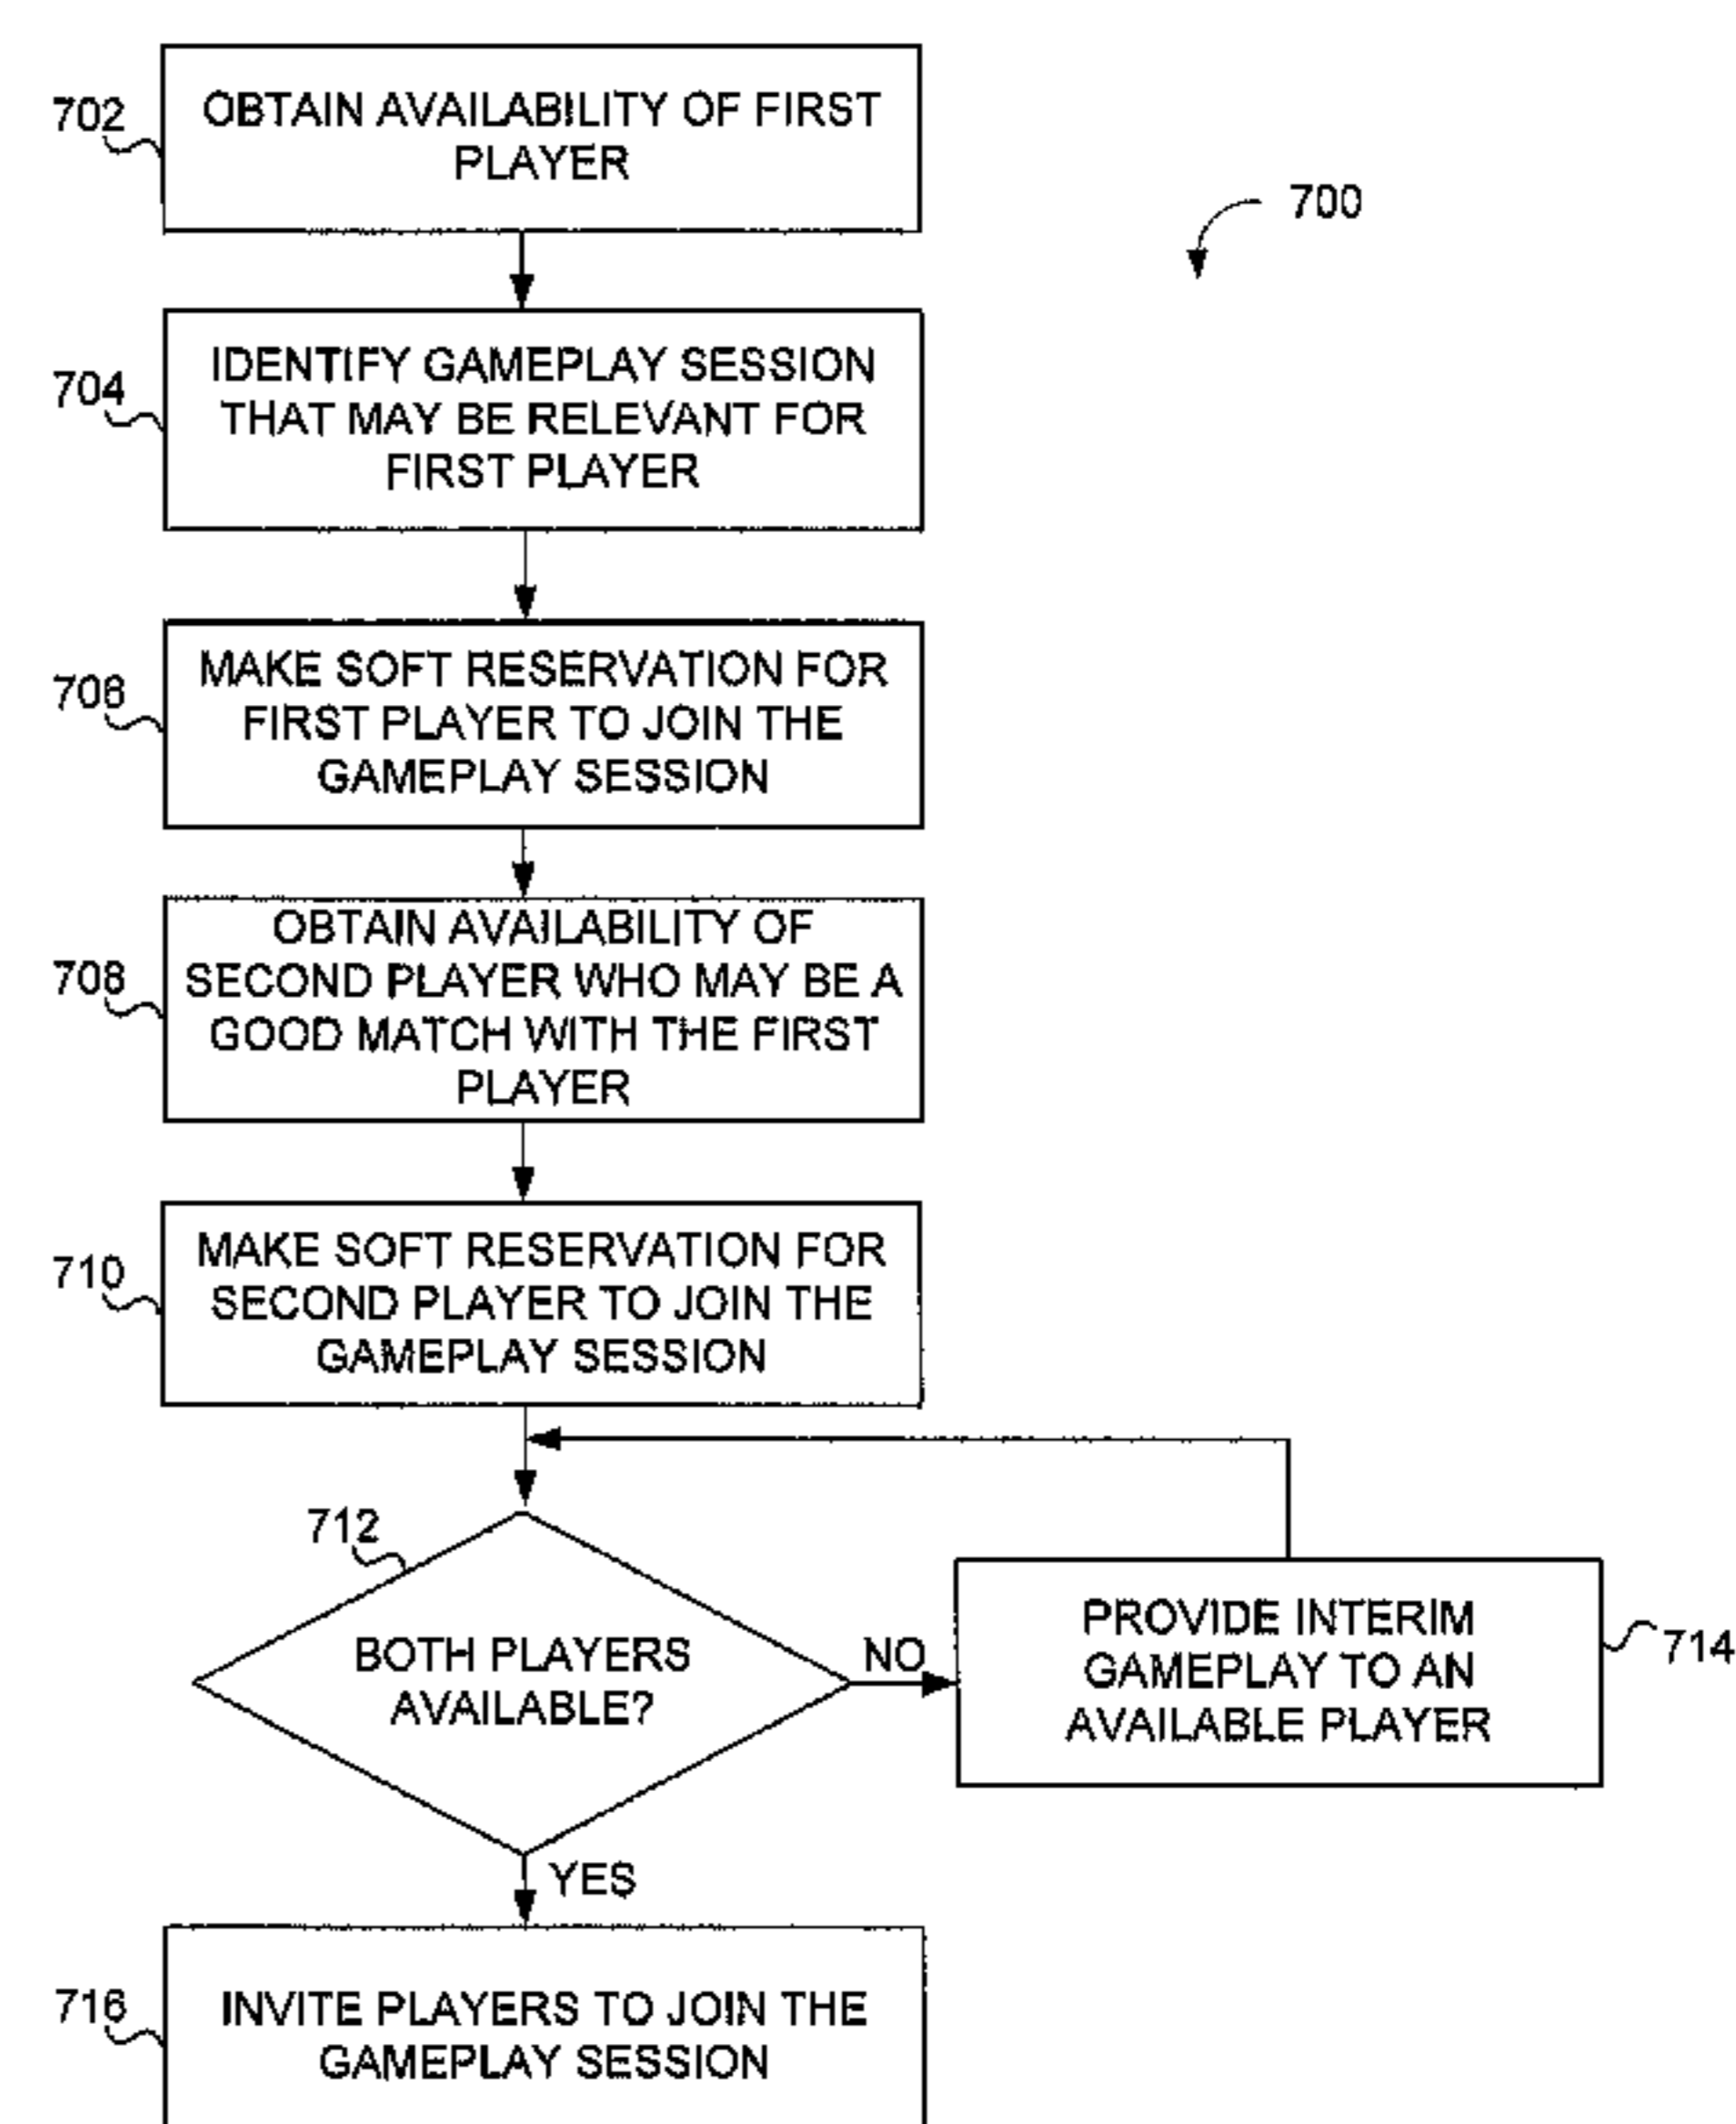 702
OBTAIN AVAILABILITY OF FIRST
PLAYER
700
704
IDENTIFY GAMEPLAY SESSION
THAT MAY BE RELEVANT FOR
FIRST PLAYER
706
MAKE SOFT RESERVATION FOR
FIRST PLAYER TO JOIN THE
GAMEPLAY SESSION
708
OBTAIN AVAILABILITY OF
SECOND PLAYER WHO MAY BE A
GOOD MATCH WITH THE FIRST
PLAYER
710
MAKE SOFT RESERVATION FOR
SECOND PLAYER TO JOIN THE
GAMEPLAY SESSION
712
BOTH PLAYERS
AVAILABLE?
NO
PROVIDE INTERIM
GAMEPLAY TO AN
AVAILABLE PLAYER
714
YES
716
INVITE PLAYERS TO JOIN THE
GAMEPLAY SESSION